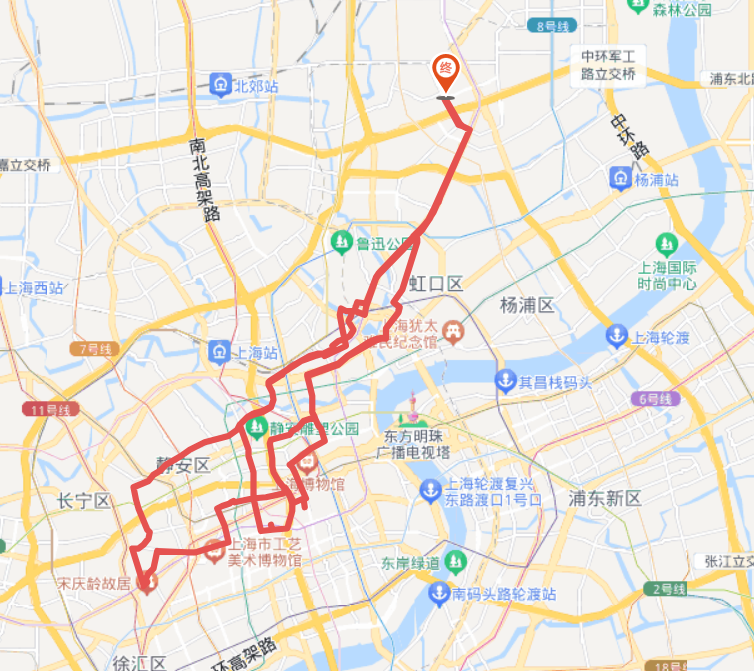 森林公园
8号线
中环军工
路立交桥
终
浦东北
北郊站
中环路
南北高架路
嘉立交桥
杨浦站
鲁迅公园
上海国际
时尚中心
虹口区
上海西站
杨浦区
海犹太
民纪念馆
上海轮渡
7号线
上海站
其昌栈码头
11号线
6号线
静安雕塑公园
东方明珠
广播电视塔
静安区
博物馆
上海轮渡复兴
东路渡口1号口
长宁区
浦东新区
上海市工艺
美术博物馆
东岸绿道
张江立交
宋庆龄故居
2号线
南码头路轮渡站
环高架路
徐汇区
18号